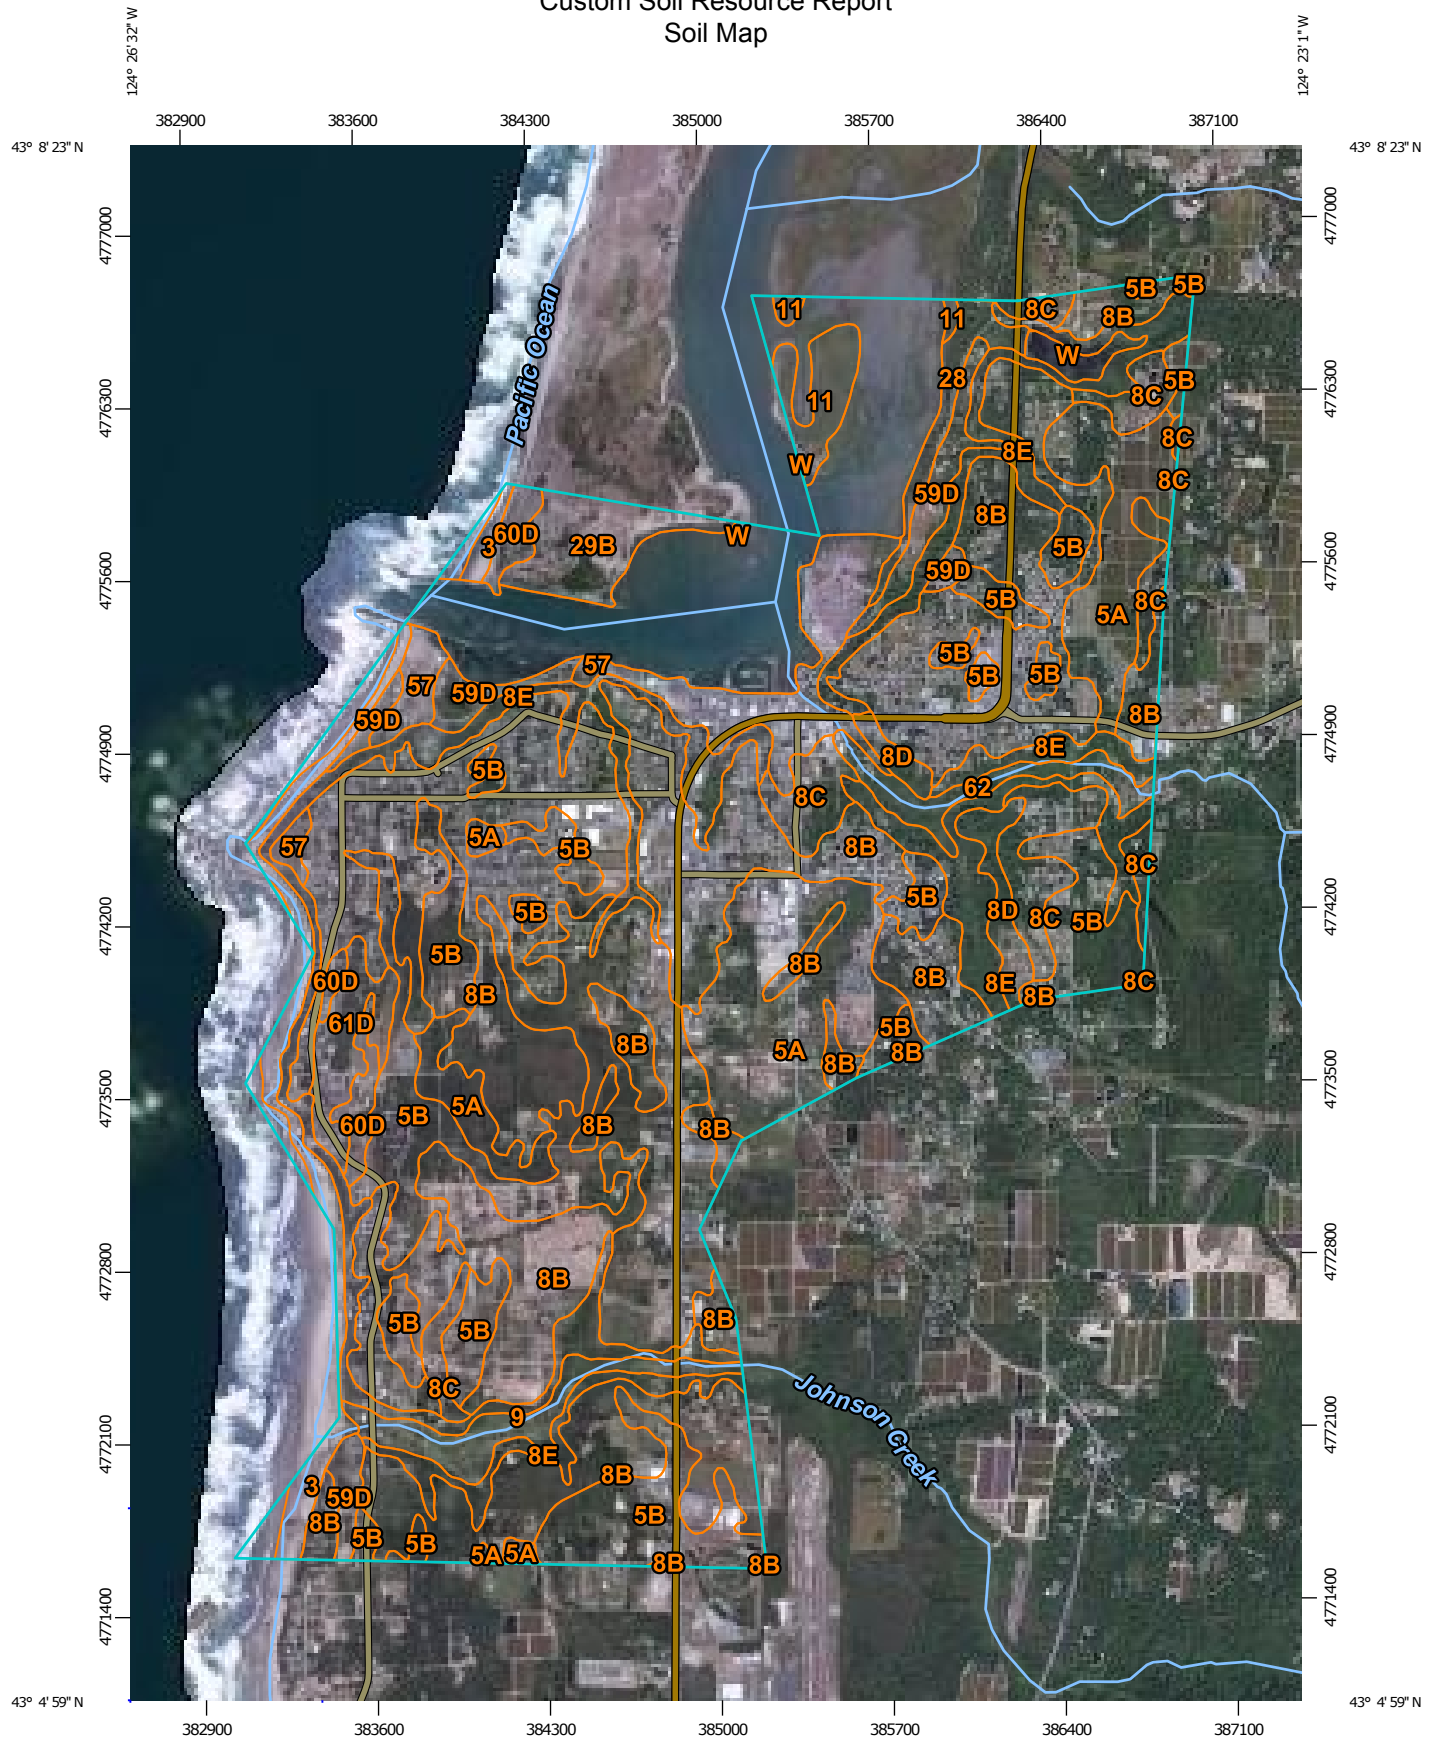 Custom Soil Resource Report
Soil Map
124° 26' 32" W
124° 23' 1" W
382900 383600 384300 385000 385700 386400 387100
43° 8' 23" N 43° 8' 23" N
4777000 4777000
5B 5B
11 8C 8B
11
Pacific Ocean
W
4776300 28 5B 4776300
11 8C
8C
8E
W 8C
59D
8B
60D W
3 29B 5B
4775600 59D 4775600
5B 8C
5A
5B
57 5B 5B
57 59D 8E
59D 8B
4774900 8E 4774900
5B 8D
62
8C
5A
57 5B 8B
8C
5B
4774200 5B 8D 8C 5B 4774200
5B
8B
60D 8B 8E 8C
8B 8B
61D 5B
8B 5A 8B
8B
4773500 5A 4773500
5B
60D 8B 8B
4772800 8B 4772800
5B 5B 8B
8C
Johnson Creek
9
4772100 4772100
8E
8B
3 59D
5B
8B
5B 5B
5A 5A
8B 8B
4771400 4771400
43° 4' 59" N 43° 4' 59" N
382900 383600 384300 385000 385700 386400 387100